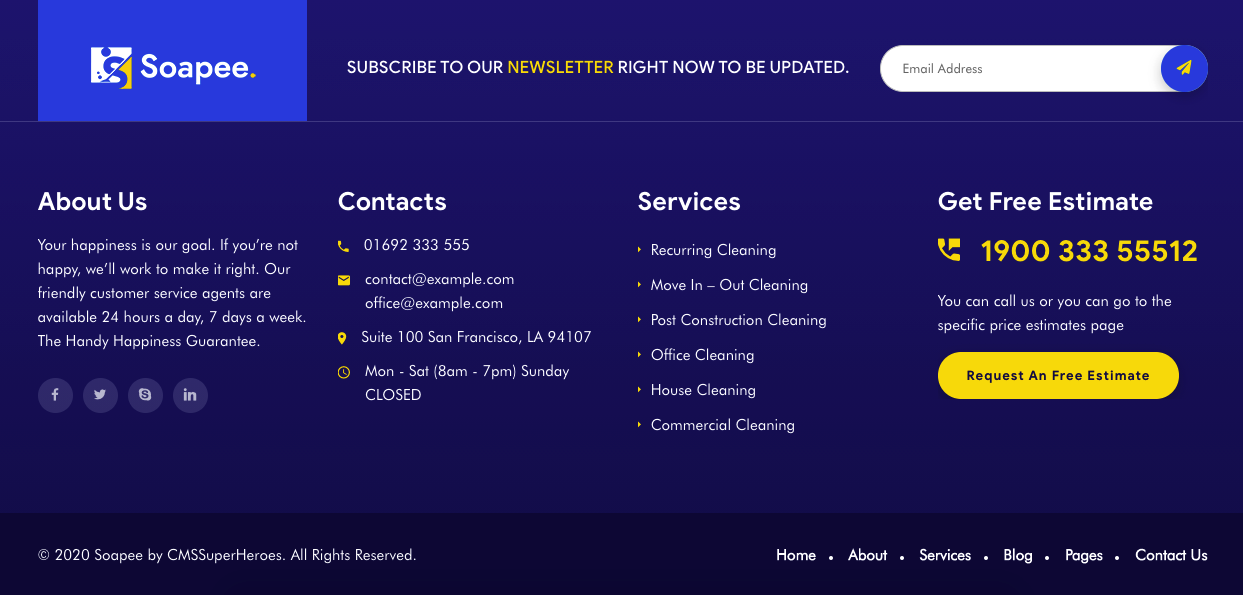 Soapee.
SUBSCRIBE TO OUR NEWSLETTER RIGHT NOW TO BE UPDATED.
Email Address
About Us
Your happiness is our goal. If you’re not
happy, we’ll work to make it right. Our
friendly customer service agents are
available 24 hours a day, 7 days a week.
The Handy Happiness Guarantee.
Contacts
01692 333 555
contact@example.com
office@example.com
Suite 100 San Francisco, LA 94107
Mon - Sat (8am - 7pm) Sunday
CLOSED
Services
Recurring Cleaning
Move In – Out Cleaning
Post Construction Cleaning
Office Cleaning
House Cleaning
Commercial Cleaning
Get Free Estimate
1900 333 55512
You can call us or you can go to the
specific price estimates page
Request An Free Estimate
© 2020 Soapee by CMSSuperHeroes. All Rights Reserved.
Home • About • Services • Blog • Pages • Contact Us